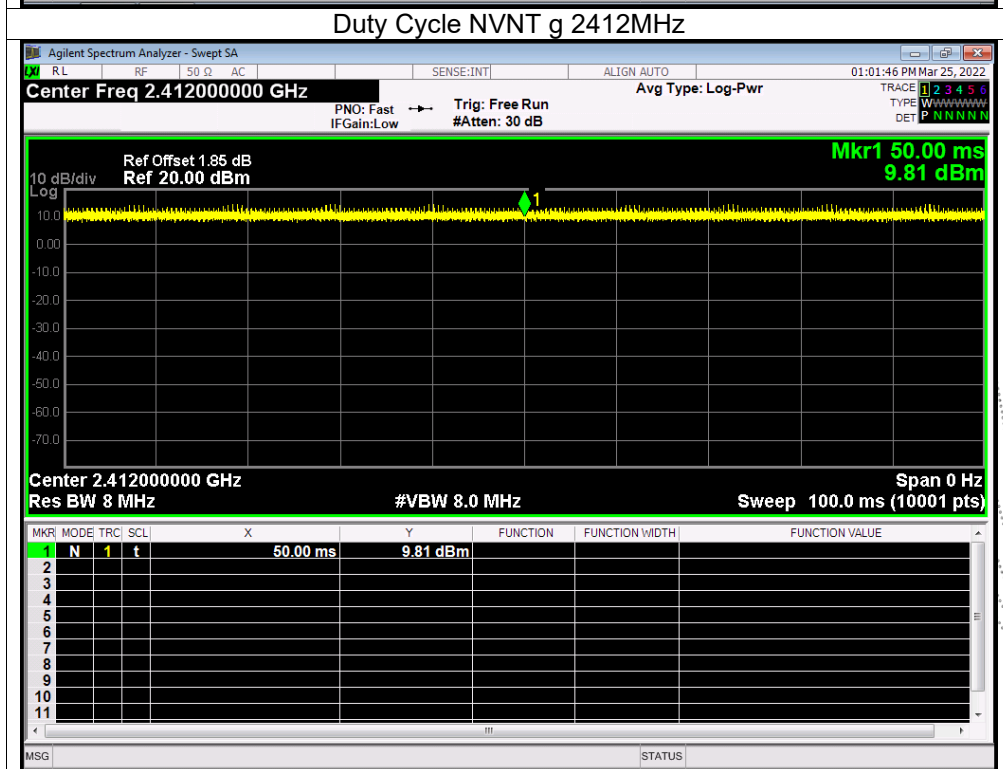 Duty Cycle NVNT g 2412MHz
Agilent Spectrum Analyzer - Swept SA
LXI RL RF 50 Ω AC SENSE:INT ALIGN AUTO 01:01:46 PM Mar 25, 2022
Center Freq 2.412000000 GHz Avg Type: Log-Pwr TRACE 1 2 3 4 5 6
PNO: Fast Trig: Free Run TYPE WWWWWW
IFGain:Low #Atten: 30 dB DET P N N N N N
Mkr1 50.00 ms
Ref Offset 1.85 dB
10 dB/div Ref 20.00 dBm 9.81 dBm
Log
1
10.0
0.00
-10.0
-20.0
-30.0
-40.0
-50.0
-60.0
-70.0
Center 2.412000000 GHz Span 0 Hz
Res BW 8 MHz #VBW 8.0 MHz Sweep 100.0 ms (10001 pts)
MKR MODE TRC SCL X Y FUNCTION FUNCTION WIDTH FUNCTION VALUE
1 N 1 t 50.00 ms 9.81 dBm
2
3
4
5
6
7
8
9
10
11
MSG STATUS